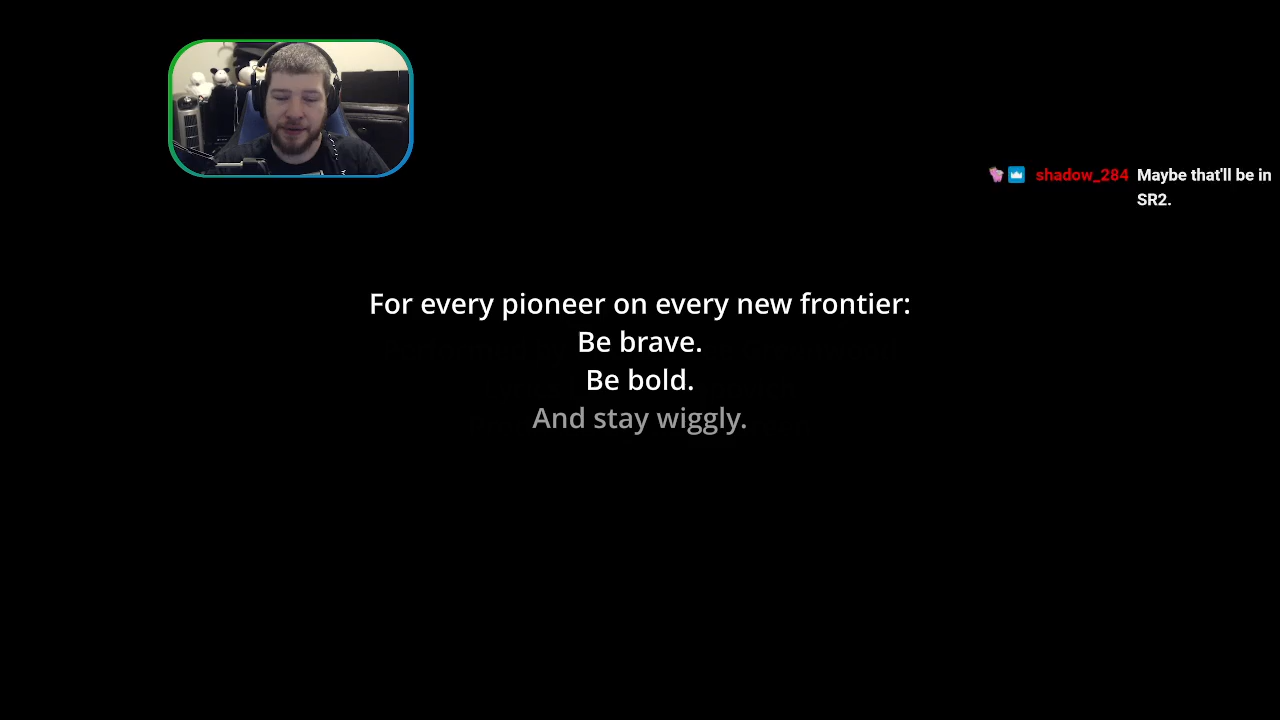 shadow_284 Maybe that'll be in
SR2.
For every pioneer on every new frontier:
Be brave.
Be bold.
And stay wiggly.